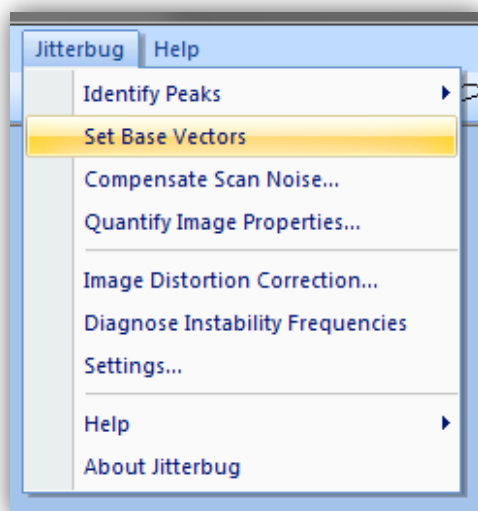 Jitterbug Help
Identify Peaks
Set Base Vectors
Compensate Scan Noise...
Quantify Image Properties...
Image Distortion Correction...
Diagnose Instability Frequencies
Settings...
Help
About Jitterbug